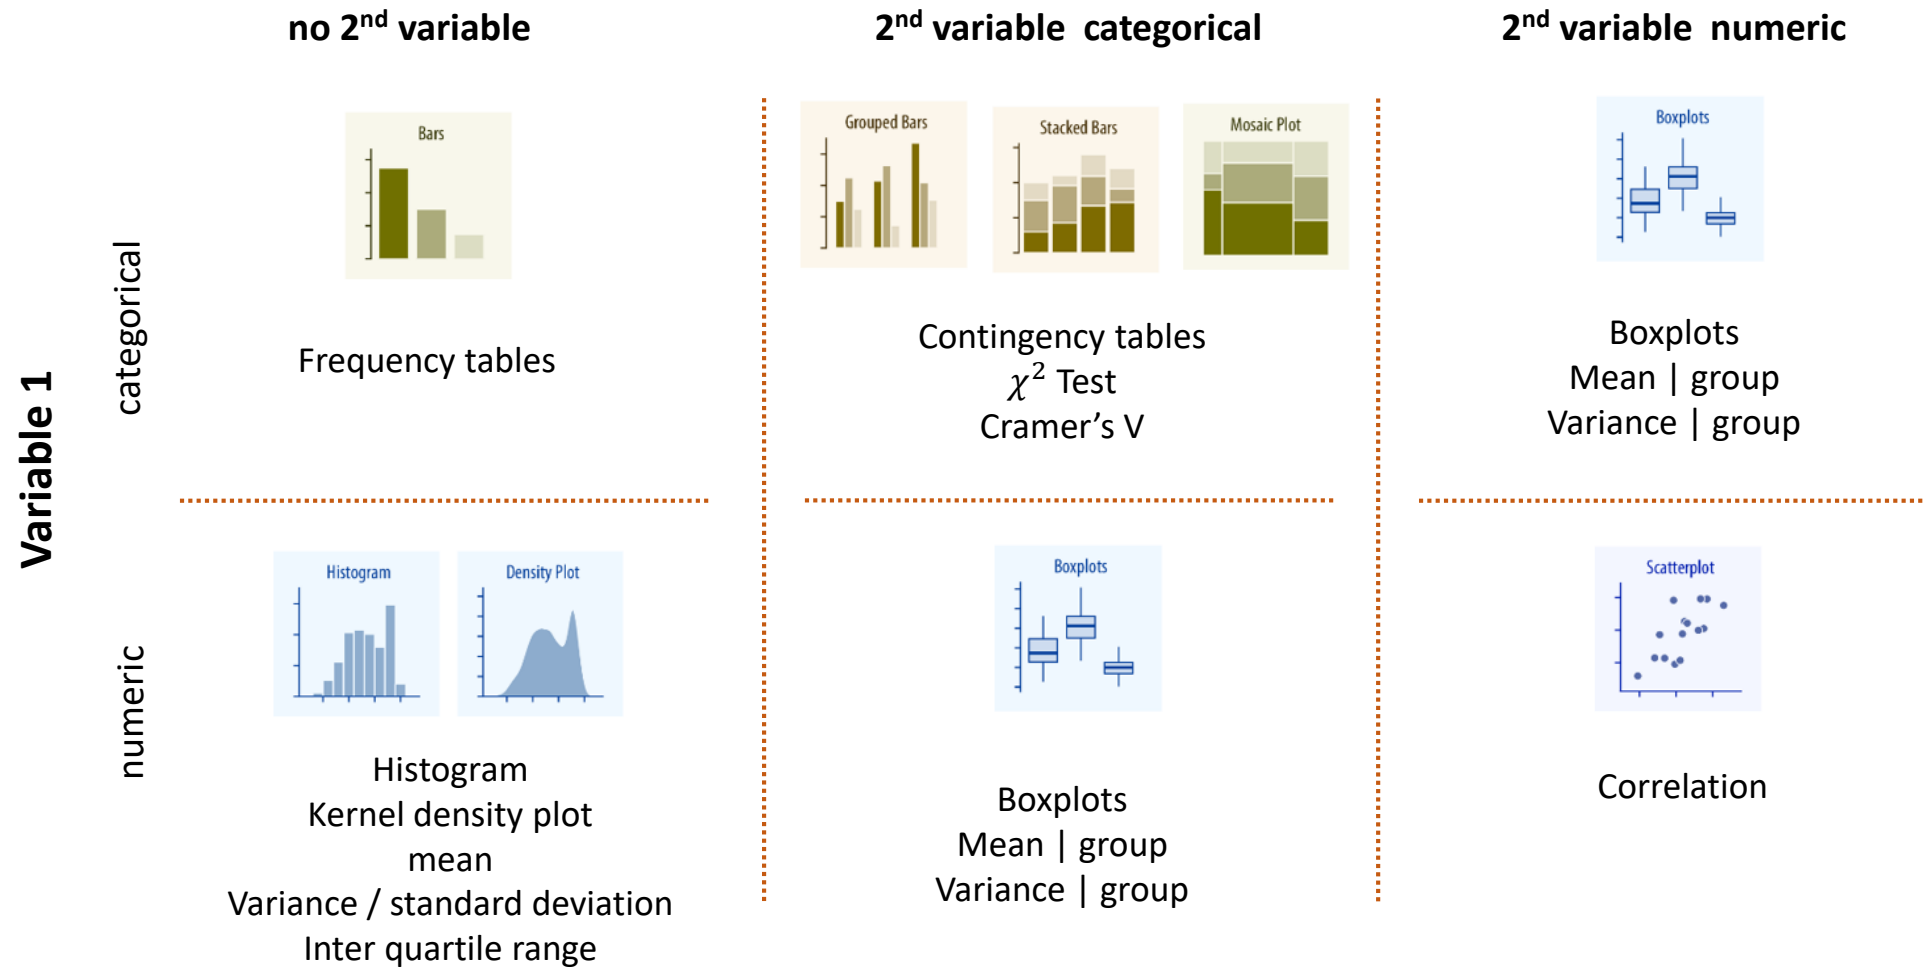 no 2nd variable
2nd variable categorical
2nd variable numeric
Variable 1
categorical
Bars
Frequency tables
Grouped Bars
Stacked Bars
Mosaic Plot
Contingency tables
χ² Test
Cramer’s V
Boxplots
Boxplots
Mean | group
Variance | group
numeric
Histogram
Density Plot
Histogram
Kernel density plot
mean
Variance / standard deviation
Inter quartile range
Boxplots
Boxplots
Mean | group
Variance | group
Scatterplot
Correlation